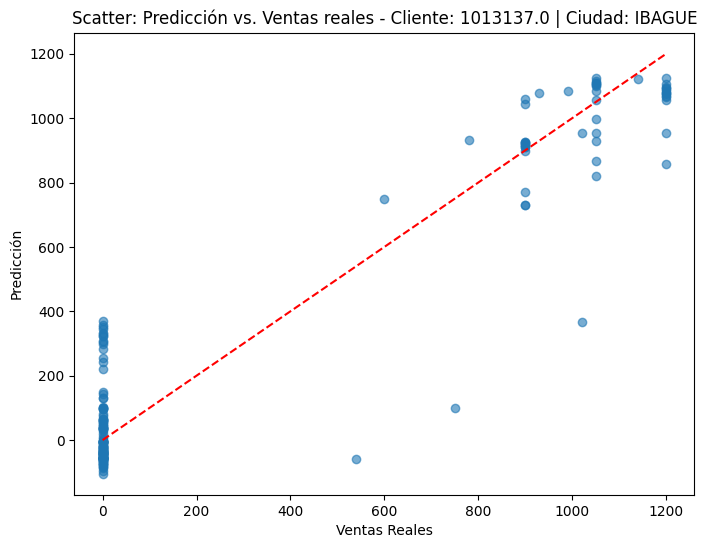 Scatter: Predicción vs. Ventas reales - Cliente: 1013137.0 | Ciudad: IBAGUE
1200
1000
800
600
400
200
0
Predicción
0 200 400 600 800 1000 1200
Ventas Reales